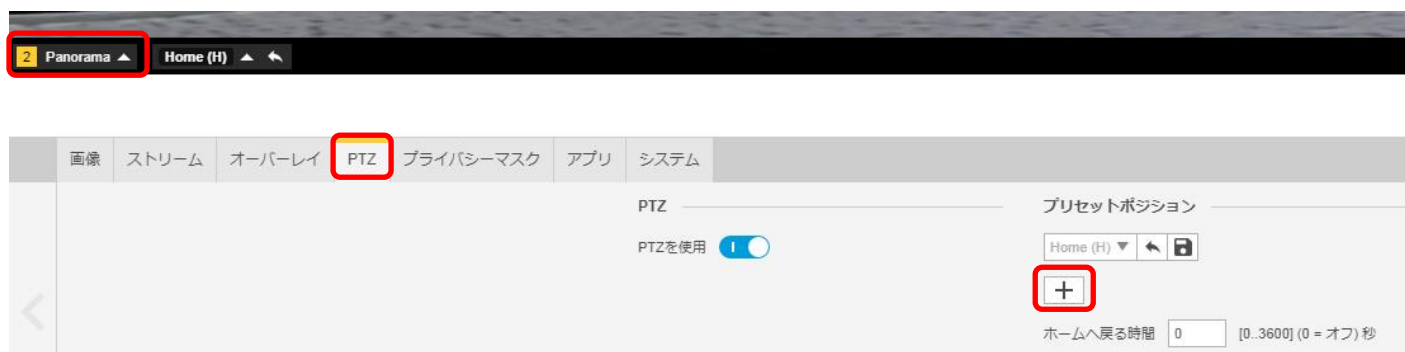 2 Panorama Home (H)
画像 ストリーム オーバーレイ PTZ プライバシーマスク アプリ システム
PTZ プリセットポジション
PTZを使用 Home (H)
ホームへ戻る時間 0 [0..3600] (0 = オフ) 秒